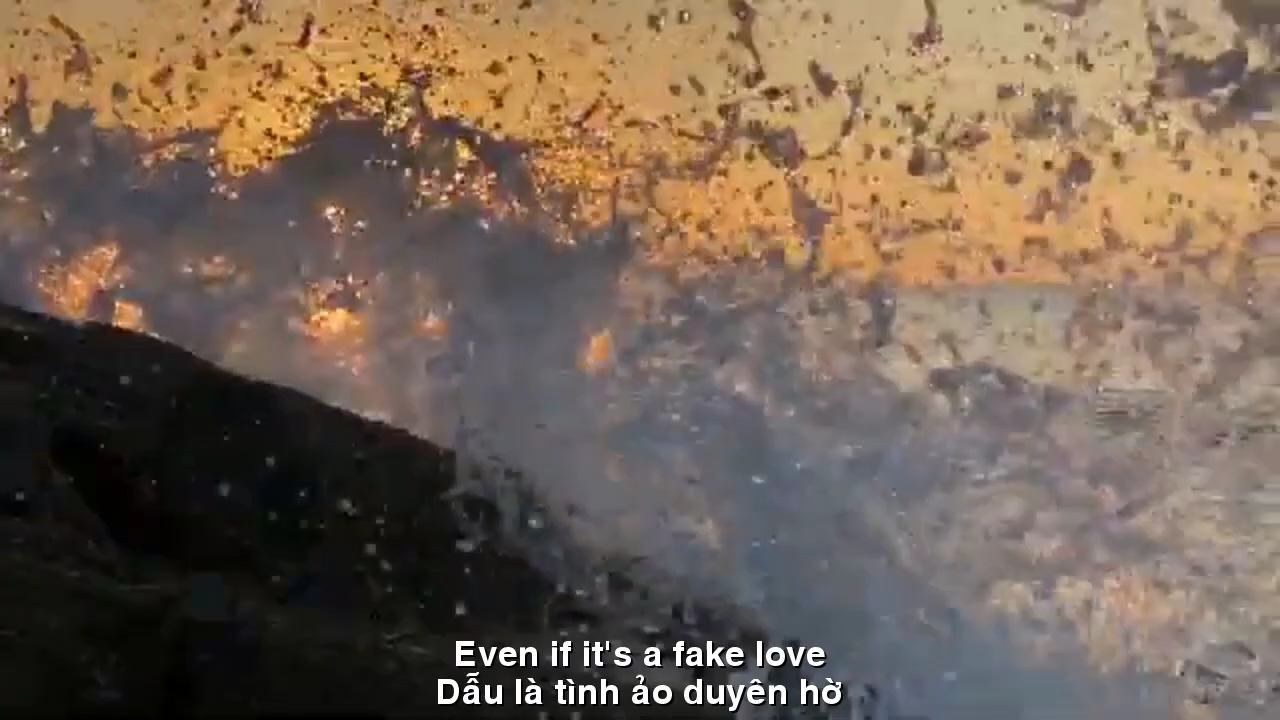 Even if it's a fake love
Dẫu là tình ảo duyên hờ